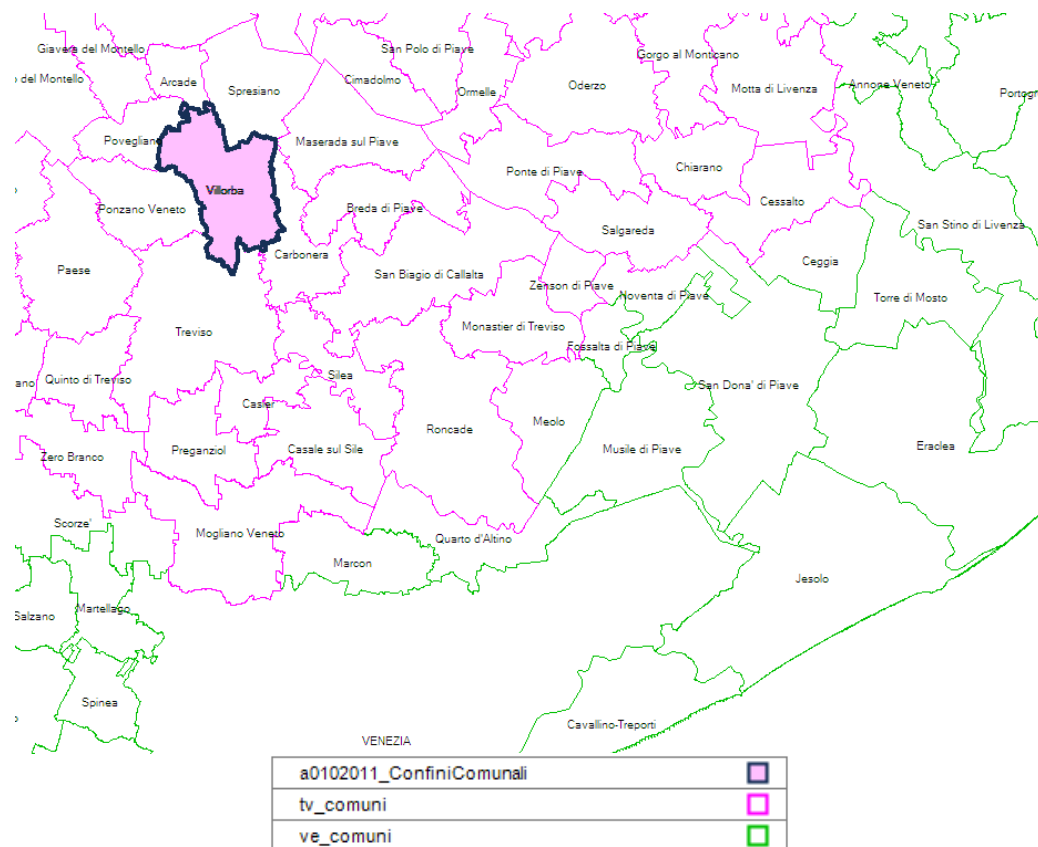 Giavera del Montello
San Polo di Piave
Gorgo al Monticano
o del Montello
Arcade
Spresiano
Cimadolmo
Ormelle
Oderzo
Motta di Livenza
Annone Veneto
Portogr
Povegliano
Maserada sul Piave
Ponte di Piave
Chiarano
Villorba
Ponzano Veneto
Breda di Piave
Cessalto
Salgareda
San Stino di Livenza
Carbonera
Paese
San Biagio di Callalta
Ceggia
Zenson di Piave
Noventa di Piave
Torre di Mosto
Treviso
Monastier di Treviso
Fossalta di Piave
ano
Quinto di Treviso
Silea
San Dona' di Piave
Casier
Meolo
Roncade
Preganziol
Casale sul Sile
Musile di Piave
Eraclea
Zero Branco
Scorze'
Mogliano Veneto
Quarto d'Altino
Marcon
Jesolo
Salzano
Martellago
Spinea
Cavallino-Treporti
VENEZIA
a0102011_ConfiniComunali
tv_comuni
ve_comuni